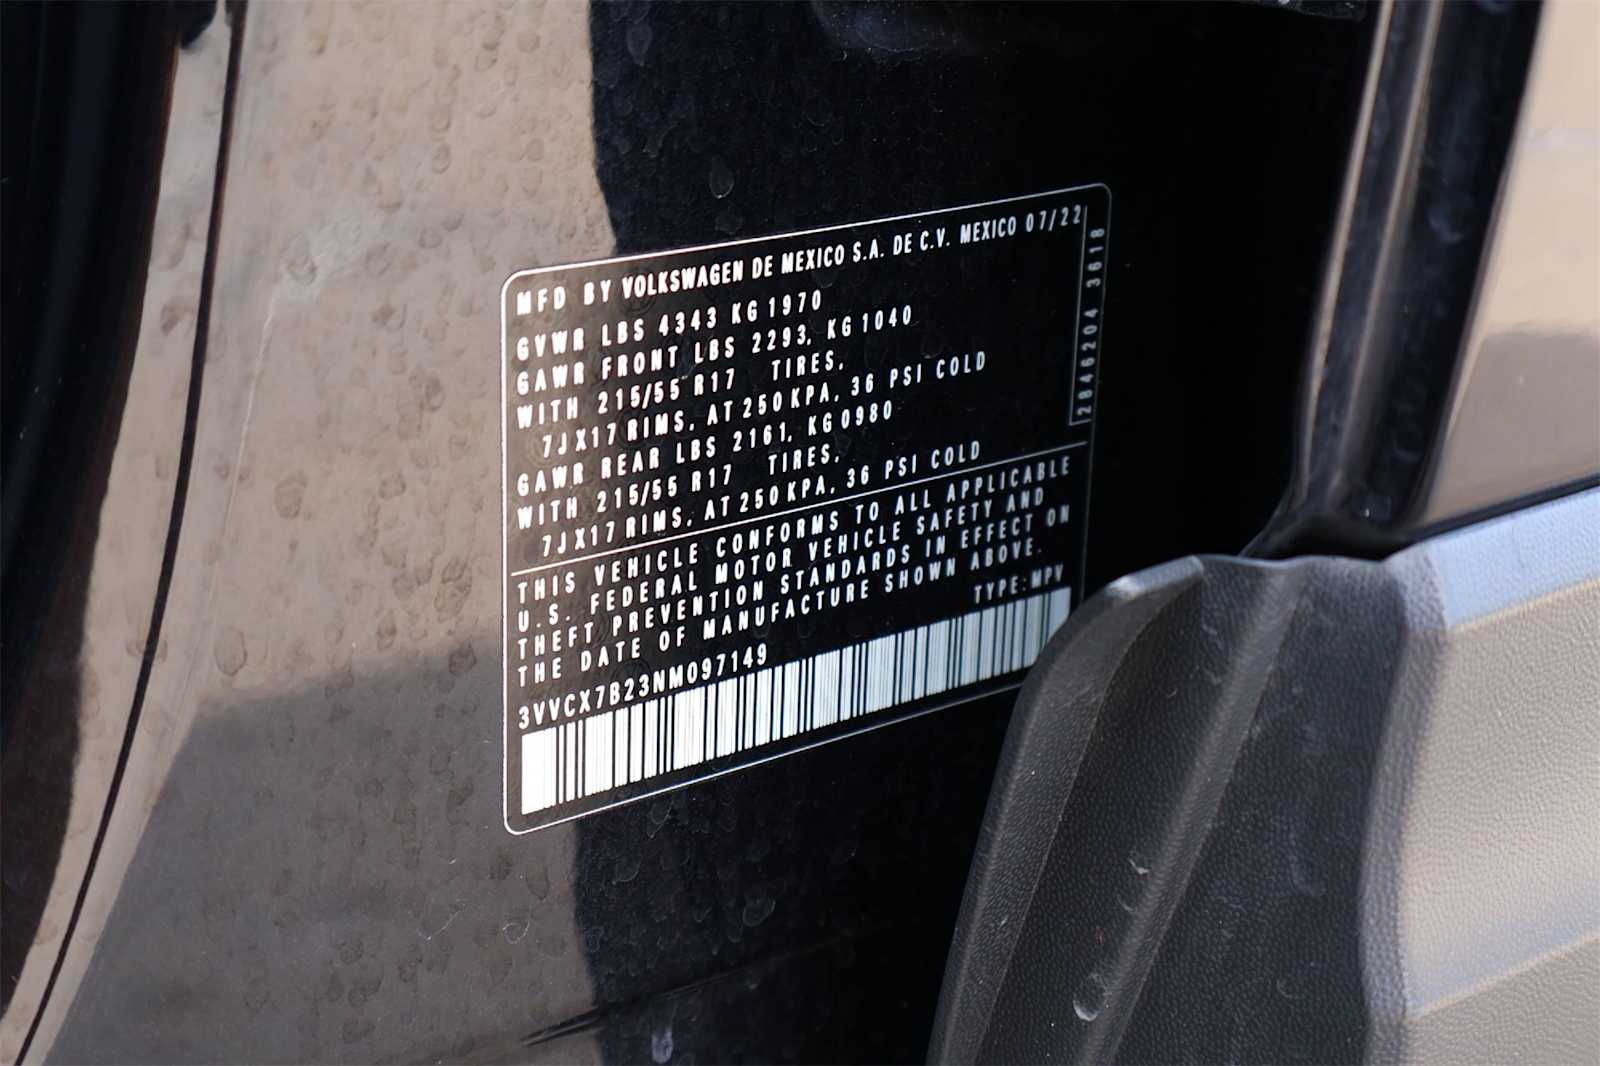 MFD BY VOLKSWAGEN DE MEXICO S.A. DE C.V. MEXICO 07/22
GVWR LBS 4343 KG 1970
GAWR FRONT LBS 2293, KG 1040
WITH 215/55 R17 TIRES,
7JX17 RIMS, AT 250 KPA, 36 PSI COLD
GAWR REAR LBS 2161, KG 0980
WITH 215/55 R17 TIRES,
7JX17 RIMS, AT 250 KPA, 36 PSI COLD
THIS VEHICLE CONFORMS TO ALL APPLICABLE
U.S. FEDERAL MOTOR VEHICLE SAFETY AND
THEFT PREVENTION STANDARDS IN EFFECT ON
THE DATE OF MANUFACTURE SHOWN ABOVE.
3VVCX7B23NM097149 TYPE: MPV
2846204 3618